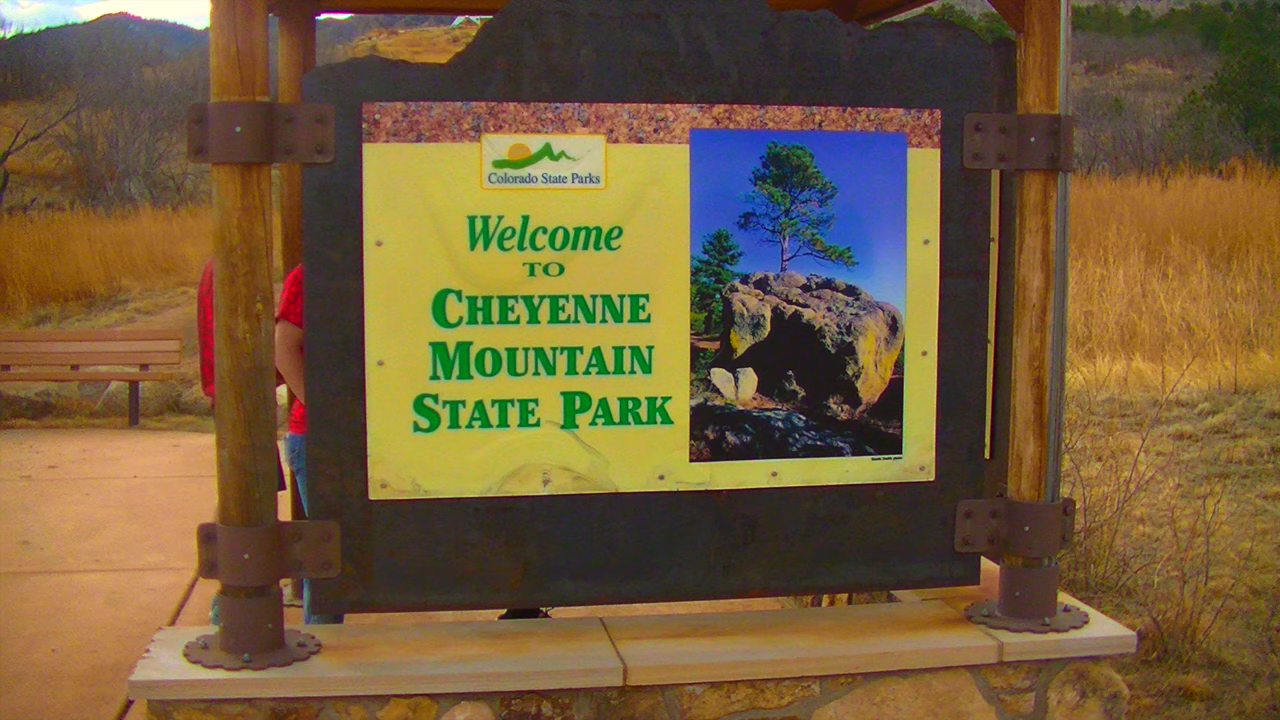 Colorado State Parks
Welcome
TO
CHEYENNE
MOUNTAIN
STATE PARK